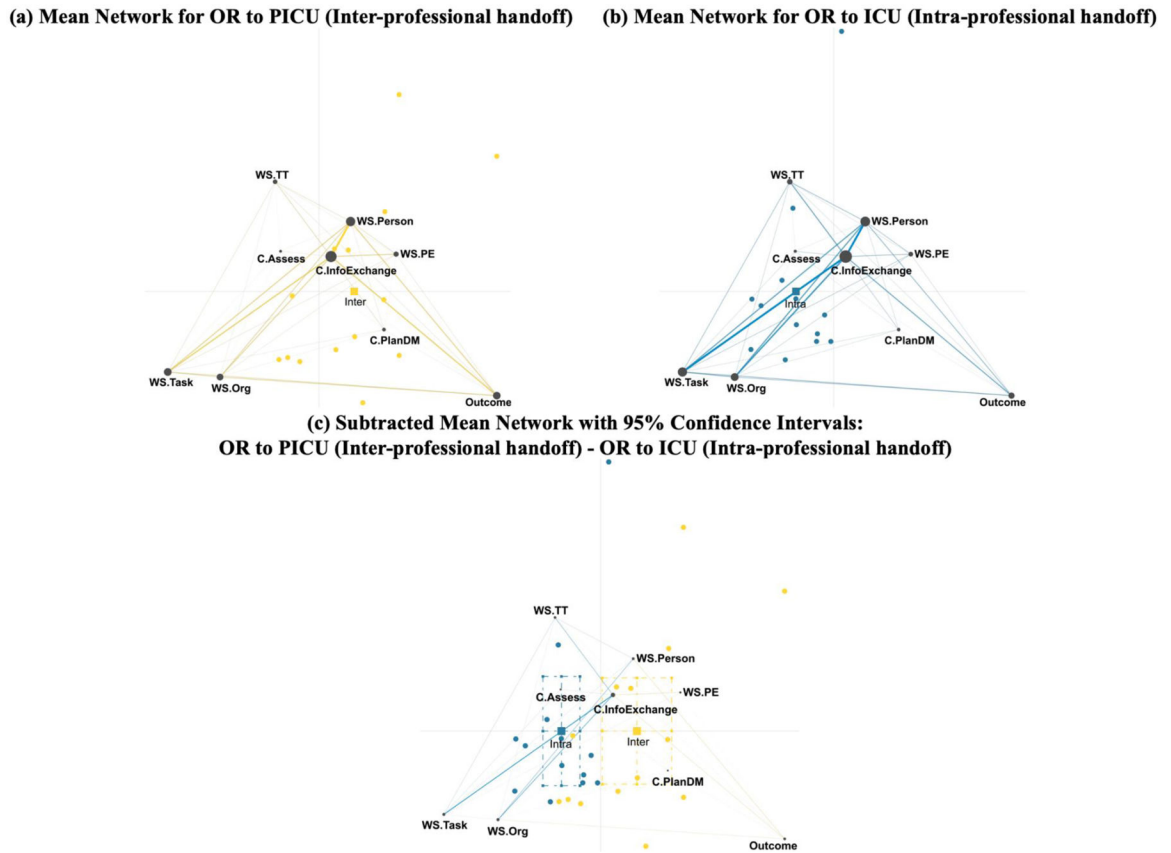 (a) Mean Network for OR to PICU (Inter-professional handoff)
(b) Mean Network for OR to ICU (Intra-professional handoff)
WS.TT
WS.Person
C.Assess
WS.PE
C.InfoExchange
Inter
C.PlanDM
WS.Task
WS.Org
Outcome
WS.TT
WS.Person
C.Assess
WS.PE
C.InfoExchange
Intra
C.PlanDM
WS.Task
WS.Org
Outcome
(c) Subtracted Mean Network with 95% Confidence Intervals:
OR to PICU (Inter-professional handoff) - OR to ICU (Intra-professional handoff)
WS.TT
WS.Person
C.Assess
WS.PE
C.InfoExchange
Intra
Inter
C.PlanDM
WS.Task
WS.Org
Outcome